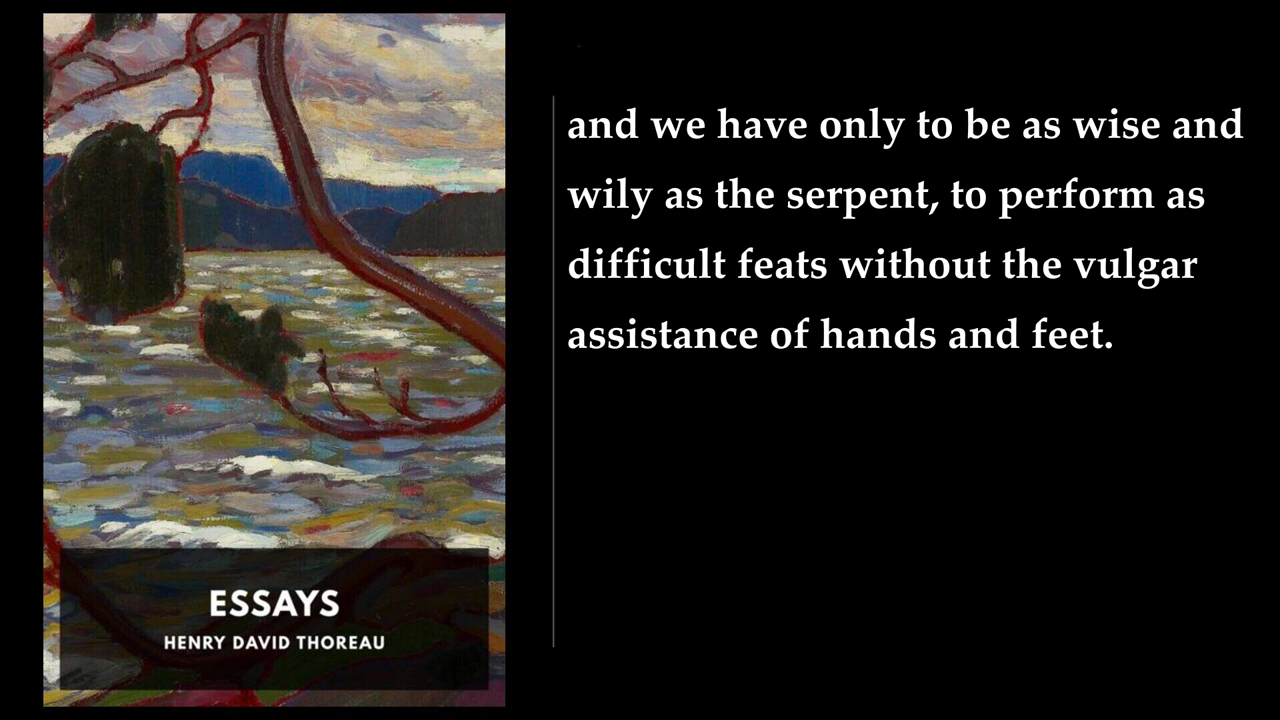 ESSAYS
HENRY DAVID THOREAU
and we have only to be as wise and
wily as the serpent, to perform as
difficult feats without the vulgar
assistance of hands and feet.